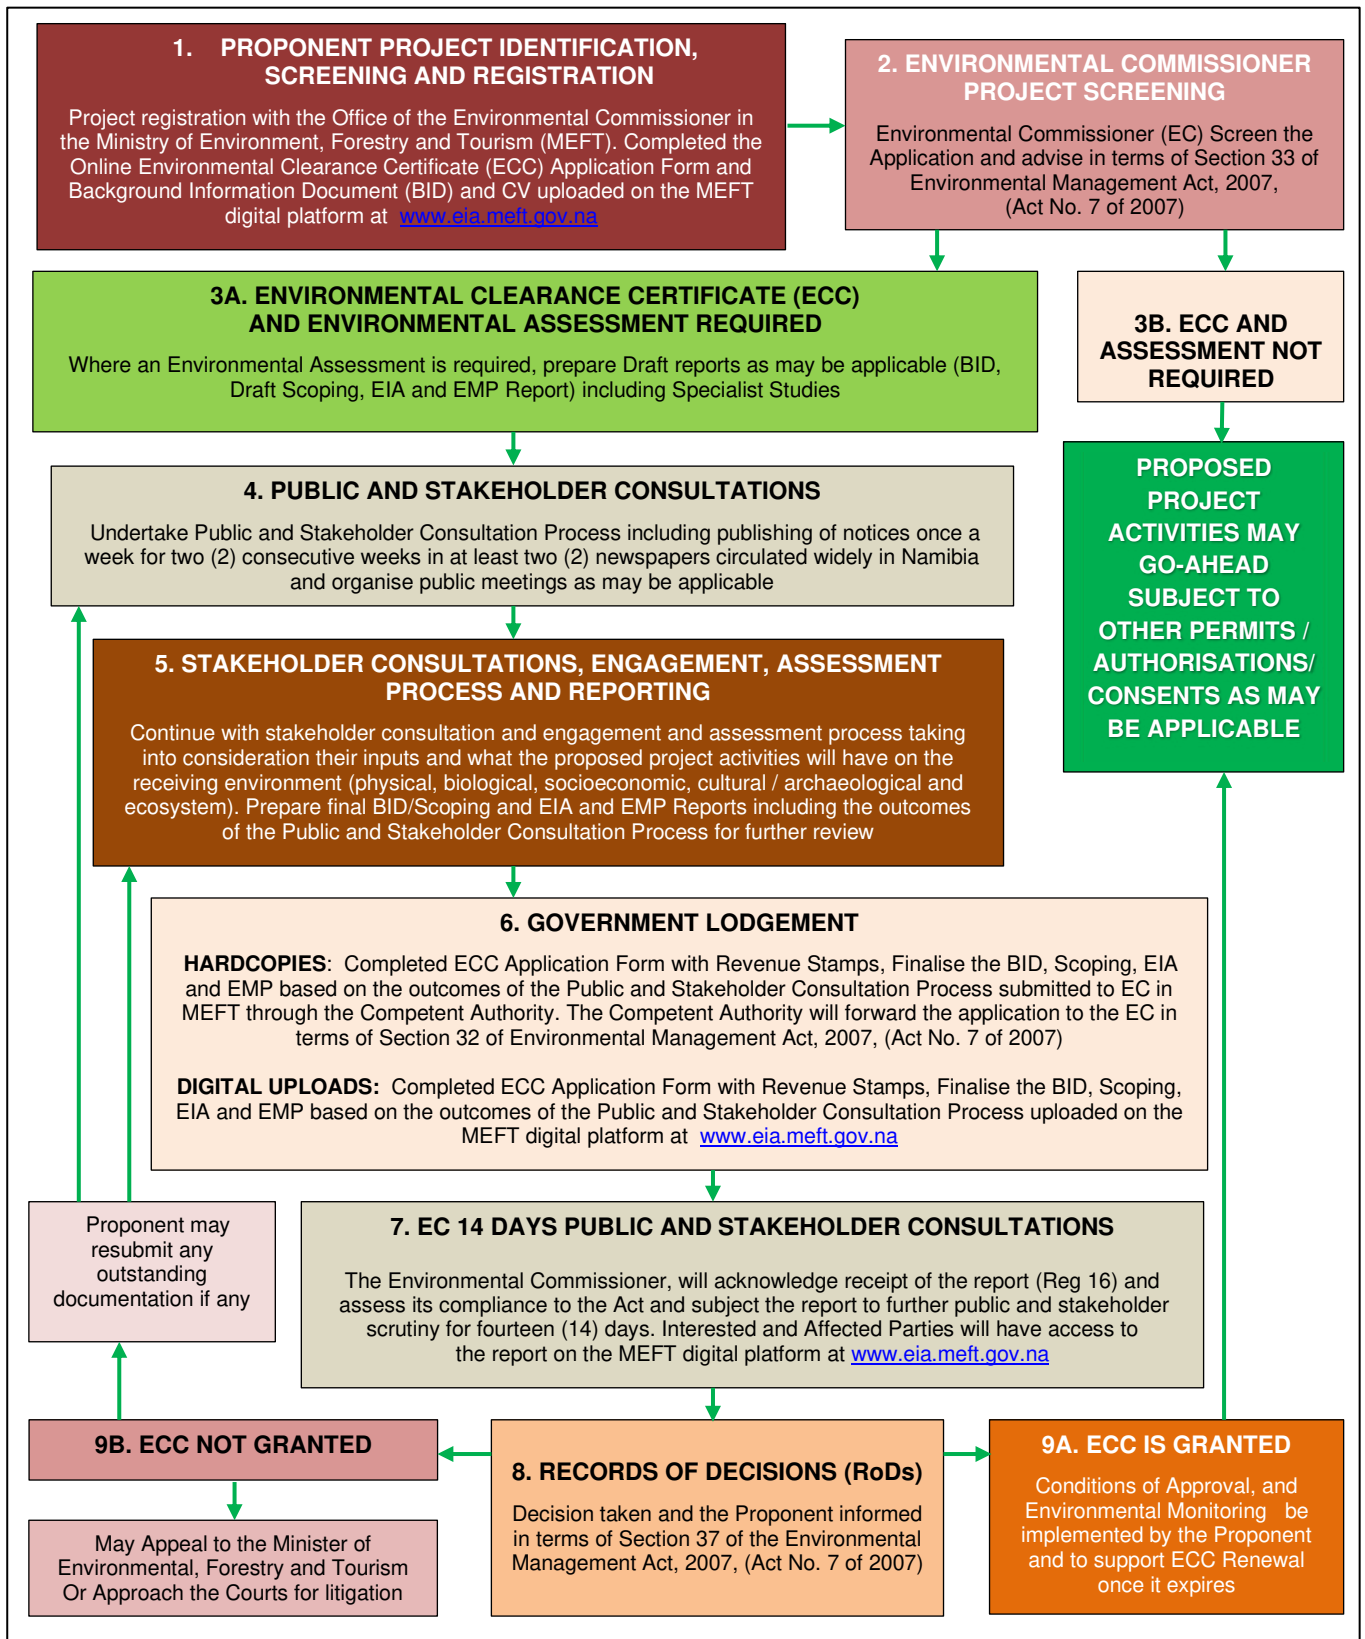 1. PROPONENT PROJECT IDENTIFICATION,
SCREENING AND REGISTRATION
Project registration with the Office of the Environmental Commissioner in
the Ministry of Environment, Forestry and Tourism (MEFT). Completed the
Online Environmental Clearance Certificate (ECC) Application Form and
Background Information Document (BID) and CV uploaded on the MEFT
digital platform at www.eia.meft.gov.na
2. ENVIRONMENTAL COMMISSIONER
PROJECT SCREENING
Environmental Commissioner (EC) Screen the
Application and advise in terms of Section 33 of
Environmental Management Act, 2007,
(Act No. 7 of 2007)
3A. ENVIRONMENTAL CLEARANCE CERTIFICATE (ECC)
AND ENVIRONMENTAL ASSESSMENT REQUIRED
Where an Environmental Assessment is required, prepare Draft reports as may be applicable (BID,
Draft Scoping, EIA and EMP Report) including Specialist Studies
3B. ECC AND
ASSESSMENT NOT
REQUIRED
PROPOSED
PROJECT
ACTIVITIES MAY
GO-AHEAD
SUBJECT TO
OTHER PERMITS /
AUTHORISATIONS/
CONSENTS AS MAY
BE APPLICABLE
4. PUBLIC AND STAKEHOLDER CONSULTATIONS
Undertake Public and Stakeholder Consultation Process including publishing of notices once a
week for two (2) consecutive weeks in at least two (2) newspapers circulated widely in Namibia
and organise public meetings as may be applicable
5. STAKEHOLDER CONSULTATIONS, ENGAGEMENT, ASSESSMENT
PROCESS AND REPORTING
Continue with stakeholder consultation and engagement and assessment process taking
into consideration their inputs and what the proposed project activities will have on the
receiving environment (physical, biological, socioeconomic, cultural / archaeological and
ecosystem). Prepare final BID/Scoping and EIA and EMP Reports including the outcomes
of the Public and Stakeholder Consultation Process for further review
6. GOVERNMENT LODGEMENT
HARDCOPIES: Completed ECC Application Form with Revenue Stamps, Finalise the BID, Scoping, EIA
and EMP based on the outcomes of the Public and Stakeholder Consultation Process submitted to EC in
MEFT through the Competent Authority. The Competent Authority will forward the application to the EC in
terms of Section 32 of Environmental Management Act, 2007, (Act No. 7 of 2007)
DIGITAL UPLOADS: Completed ECC Application Form with Revenue Stamps, Finalise the BID, Scoping,
EIA and EMP based on the outcomes of the Public and Stakeholder Consultation Process uploaded on the
MEFT digital platform at www.eia.meft.gov.na
Proponent may
resubmit any
outstanding
documentation if any
7. EC 14 DAYS PUBLIC AND STAKEHOLDER CONSULTATIONS
The Environmental Commissioner, will acknowledge receipt of the report (Reg 16) and
assess its compliance to the Act and subject the report to further public and stakeholder
scrutiny for fourteen (14) days. Interested and Affected Parties will have access to
the report on the MEFT digital platform at www.eia.meft.gov.na
9B. ECC NOT GRANTED
May Appeal to the Minister of
Environmental, Forestry and Tourism
Or Approach the Courts for litigation
8. RECORDS OF DECISIONS (RoDs)
Decision taken and the Proponent informed
in terms of Section 37 of the Environmental
Management Act, 2007, (Act No. 7 of 2007)
9A. ECC IS GRANTED
Conditions of Approval, and
Environmental Monitoring be
implemented by the Proponent
and to support ECC Renewal
once it expires